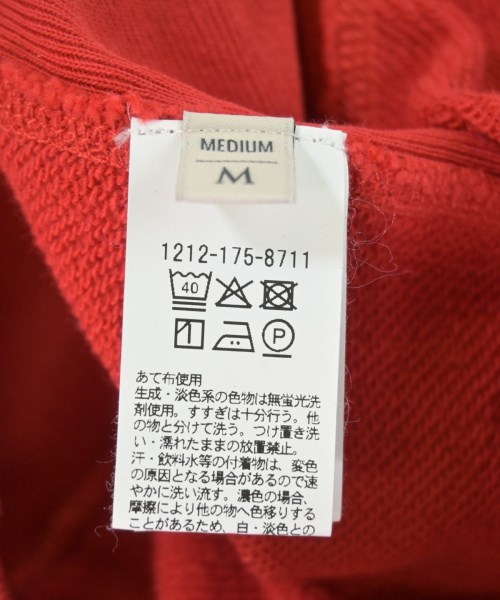 MEDIUM
M
1212-175-8711
40
P
あて布使用
生成・淡色系の色物は無蛍光洗
剤使用。すすぎは十分行う。他
の物と分けて洗う。つけ置き洗
い・濡れたままの放置禁止。
汗・飲料水等の付着物は、変色
の原因となる場合があるので速
やかに洗い流す。濃色の場合、
摩擦により他の物へ色移りする
ことがあるため、白・淡色との